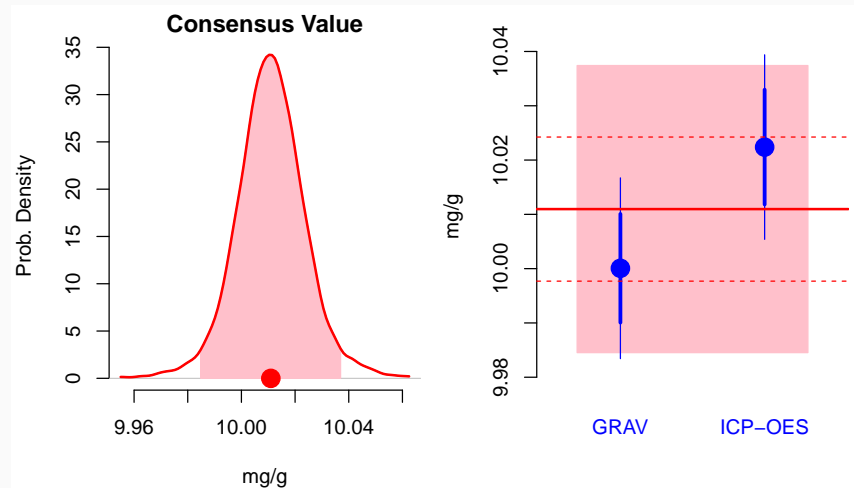 Consensus Value
Prob. Density
35
30
25
20
15
10
5
0
9.96 10.00 10.04
mg/g
mg/g
10.04
10.02
10.00
9.98
GRAV ICP−OES